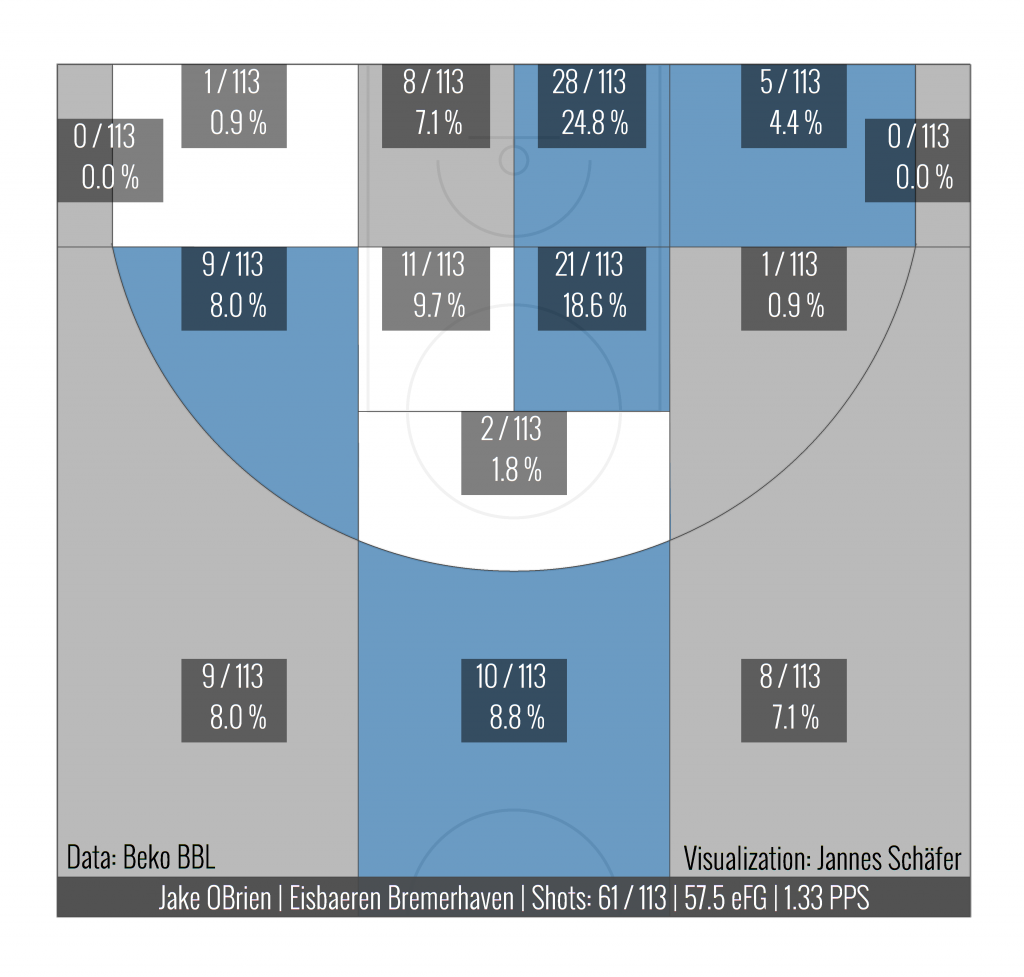 1 / 113
0.9 %
8 / 113
7.1 %
28 / 113
24.8 %
5 / 113
4.4 %
0 / 113
0.0 %
0 / 113
0.0 %
9 / 113
8.0 %
11 / 113
9.7 %
21 / 113
18.6 %
1 / 113
0.9 %
2 / 113
1.8 %
9 / 113
8.0 %
10 / 113
8.8 %
8 / 113
7.1 %
Data: Beko BBL
Visualization: Jannes Schäfer
Jake OBrien | Eisbaeren Bremerhaven | Shots: 61 / 113 | 57.5 eFG | 1.33 PPS